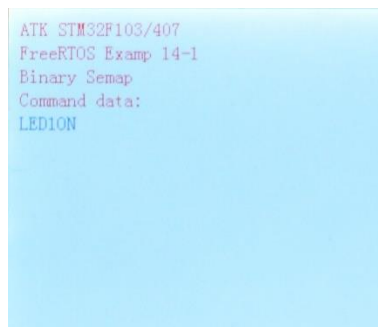 ATK STM32F103/407
FreeRTOS Examp 14-1
Binary Semap
Command data:
LED1ON